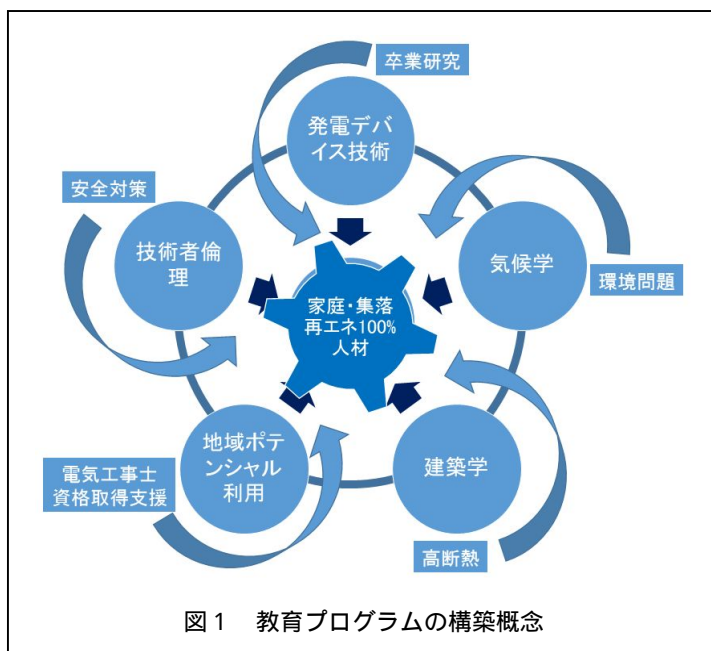 卒業研究
発電デバ
イス技術
安全対策
技術者倫
理
気候学
環境問題
家庭・集落
再エネ100%
人材
地域ポテ
ンシャル
利用
電気工事士
資格取得支援
建築学
高断熱
図1 教育プログラムの構築概念